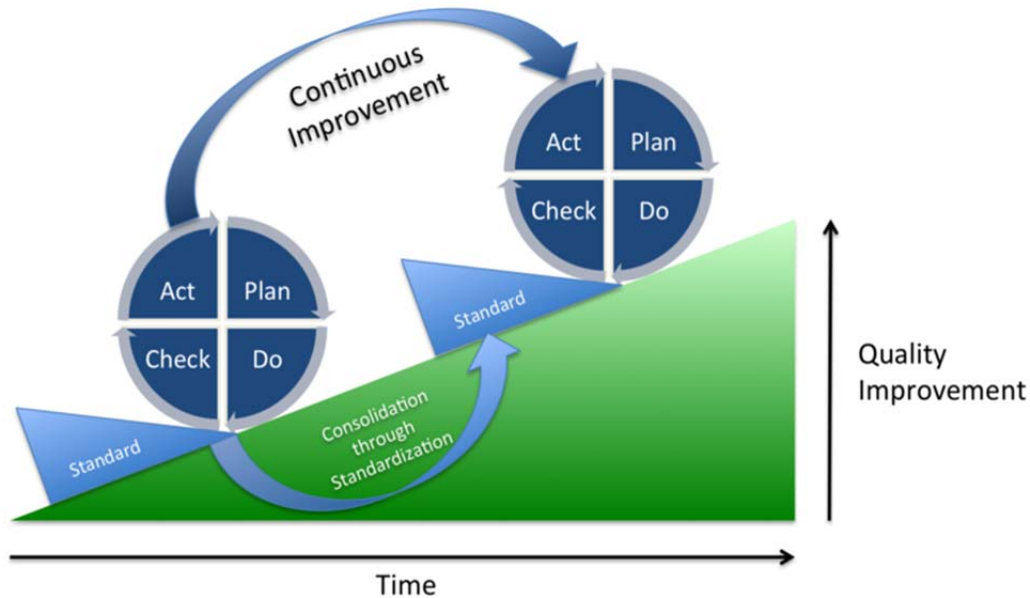 Continuous
Improvement
Act Plan
Check Do
Act Plan
Check Do
Standard
Standard
Consolidation
through
Standardization
Quality
Improvement
Time